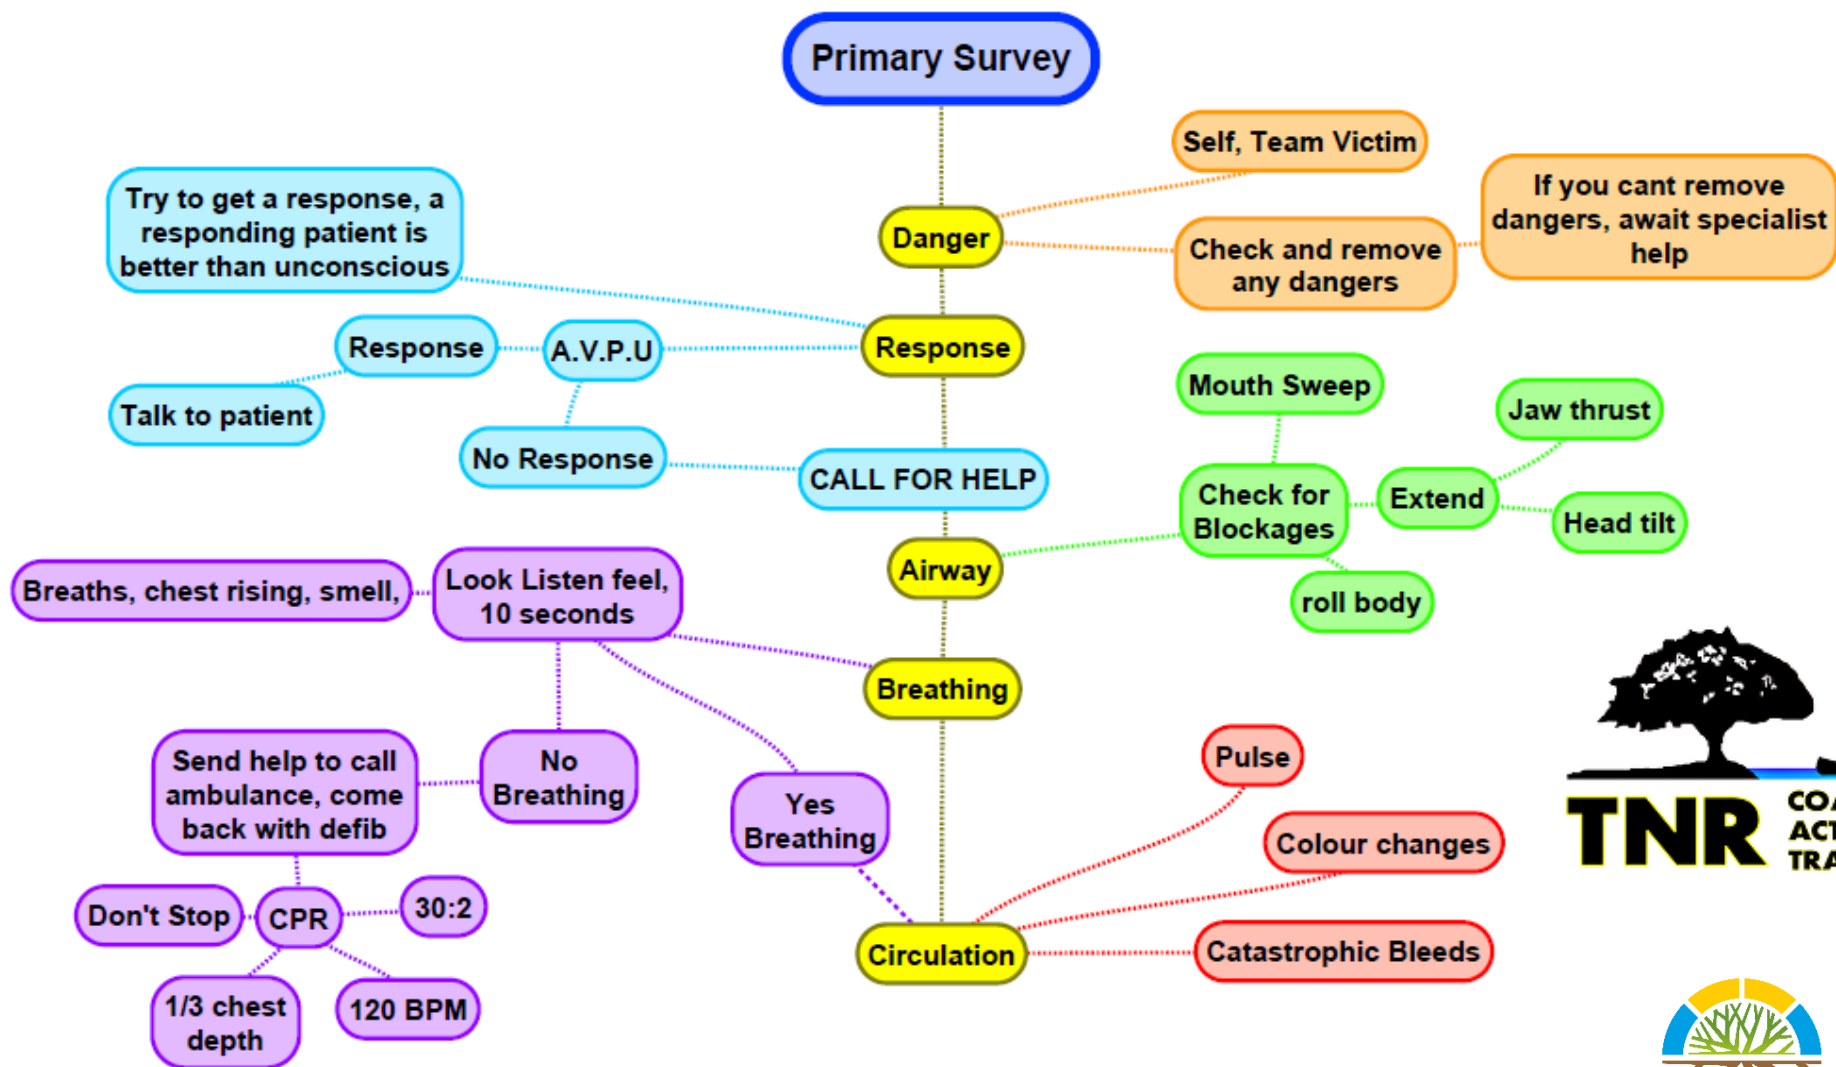 Primary Survey
Self, Team Victim
Danger
Check and remove
any dangers
If you cant remove
dangers, await specialist
help
Try to get a response, a
responding patient is
better than unconscious
Response
A.V.P.U
Response
Talk to patient
No Response
CALL FOR HELP
Mouth Sweep
Jaw thrust
Check for
Blockages
Extend
Head tilt
roll body
Airway
Breaths, chest rising, smell,
Look Listen feel,
10 seconds
Breathing
Send help to call
ambulance, come
back with defib
No
Breathing
Yes
Breathing
Don't Stop
CPR
30:2
1/3 chest
depth
120 BPM
Pulse
Colour changes
Circulation
Catastrophic Bleeds
TNR